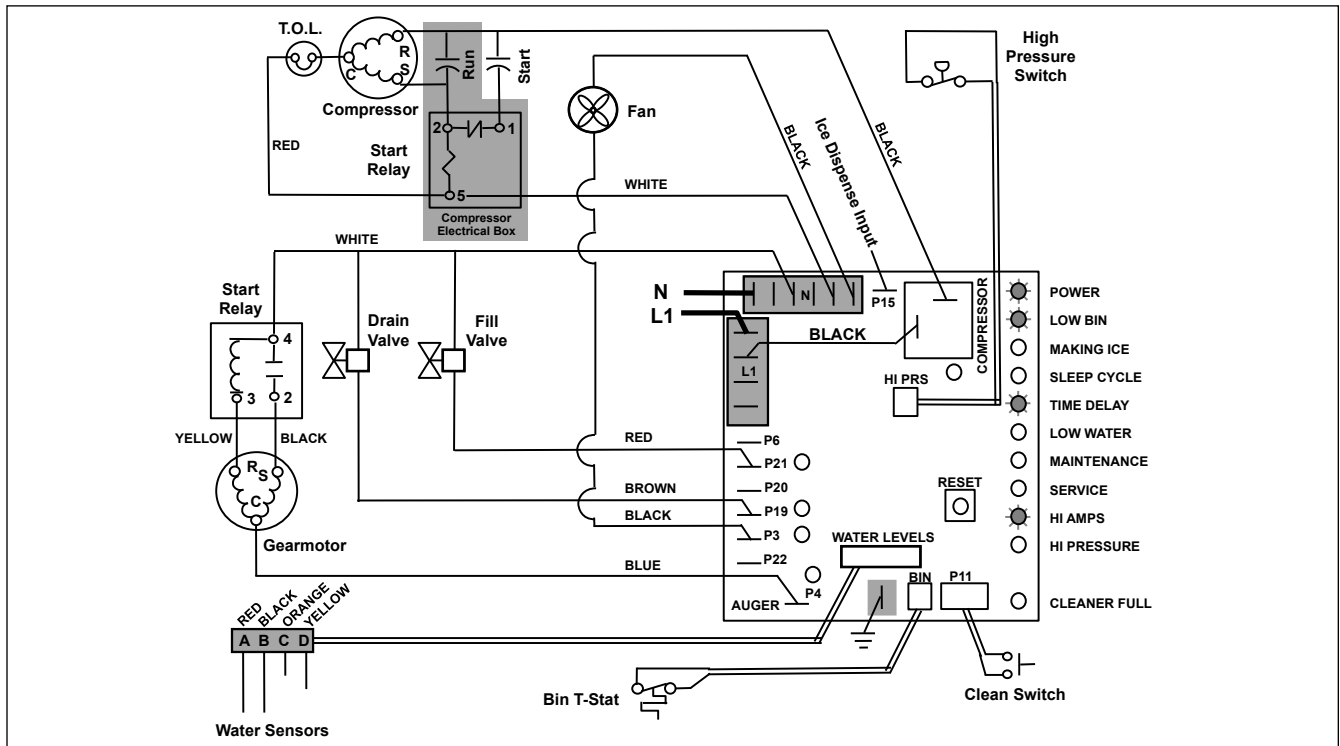 T.O.L.
C
R
S
Compressor
Run
Start
High
Pressure
Switch
Fan
2
1
Start
Relay
5
Compressor
Electrical Box
RED
WHITE
BLACK
Ice Dispense Input
BLACK
WHITE
Start
Relay
4
3
2
Drain
Valve
Fill
Valve
YELLOW
BLACK
R
S
C
Gearmotor
N
L1
N
P15
BLACK
L1
COMPRESSOR
HI PRS
POWER
LOW BIN
MAKING ICE
SLEEP CYCLE
TIME DELAY
LOW WATER
MAINTENANCE
SERVICE
HI AMPS
HI PRESSURE
CLEANER FULL
RED
P6
P21
BROWN
P20
P19
BLACK
P3
P22
BLUE
P4
AUGER
RESET
WATER LEVELS
BIN
P11
RED
BLACK
ORANGE
YELLOW
A B C D
Water Sensors
Bin T-Stat
Clean Switch